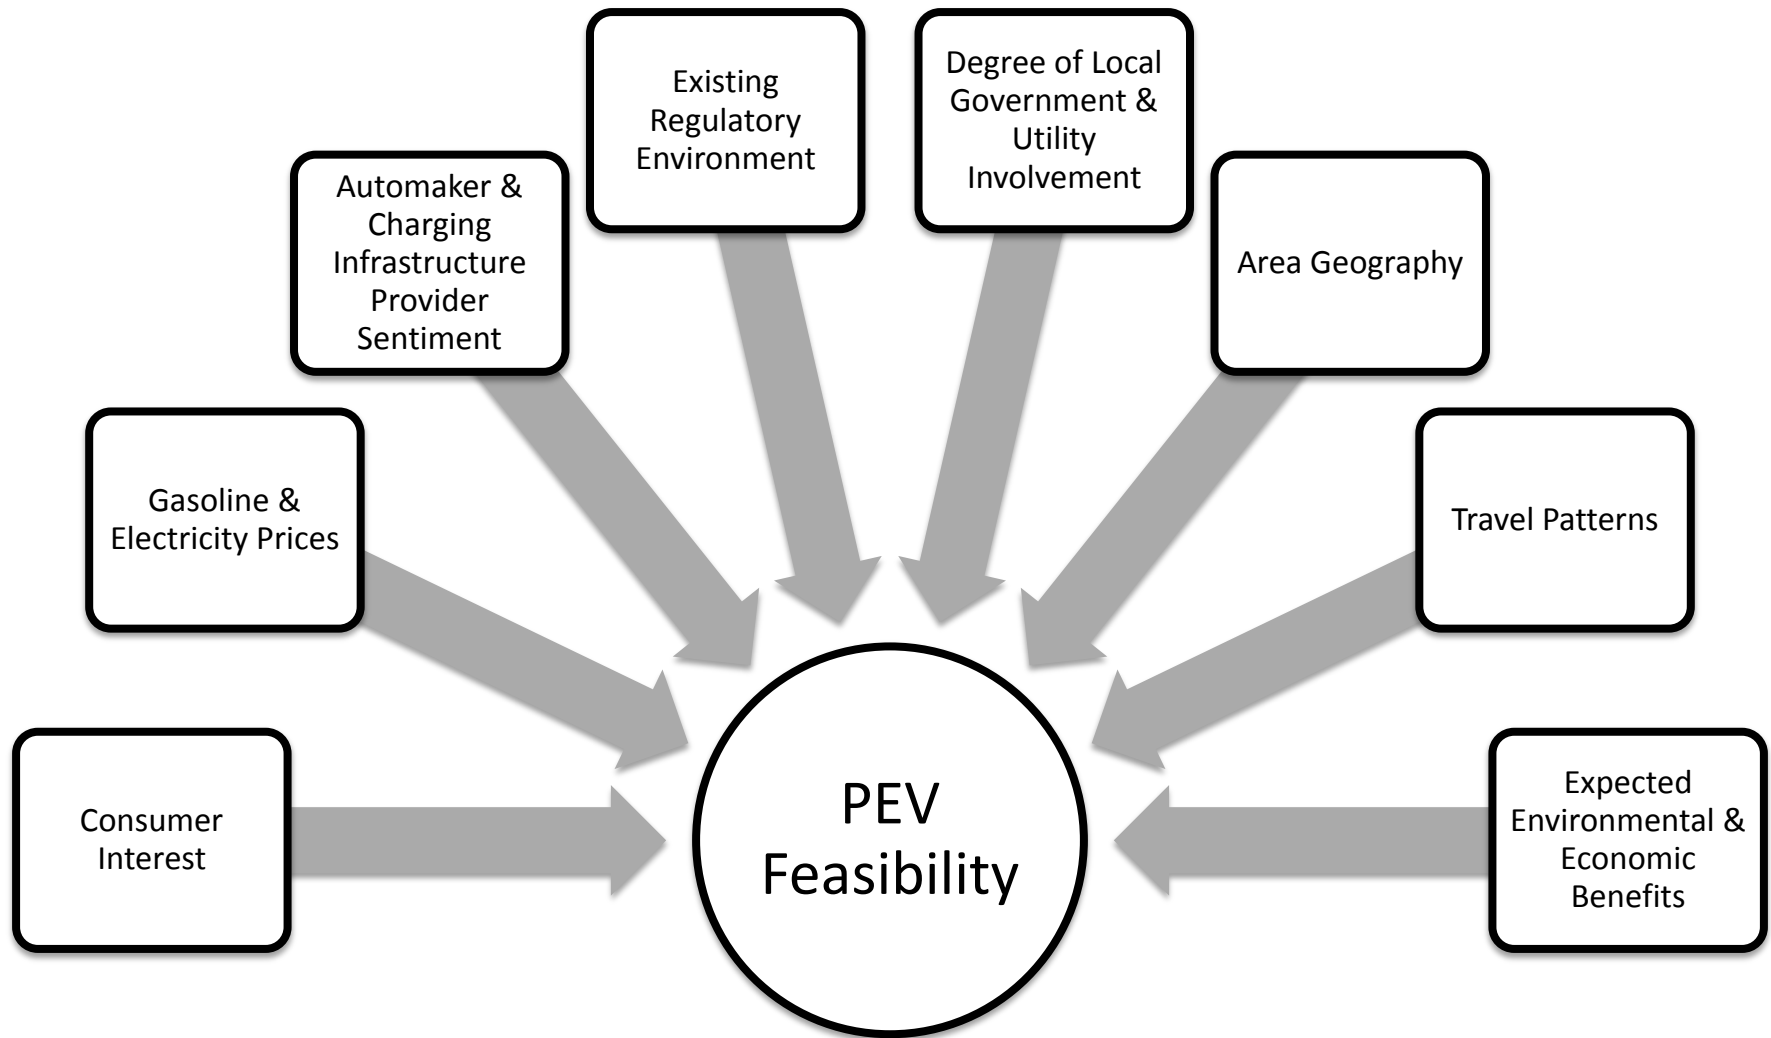 Existing
Regulatory
Environment
Degree of Local
Government &
Utility
Involvement
Automaker &
Charging
Infrastructure
Provider
Sentiment
Area Geography
Gasoline &
Electricity Prices
Travel Patterns
Consumer
Interest
PEV
Feasibility
Expected
Environmental &
Economic
Benefits